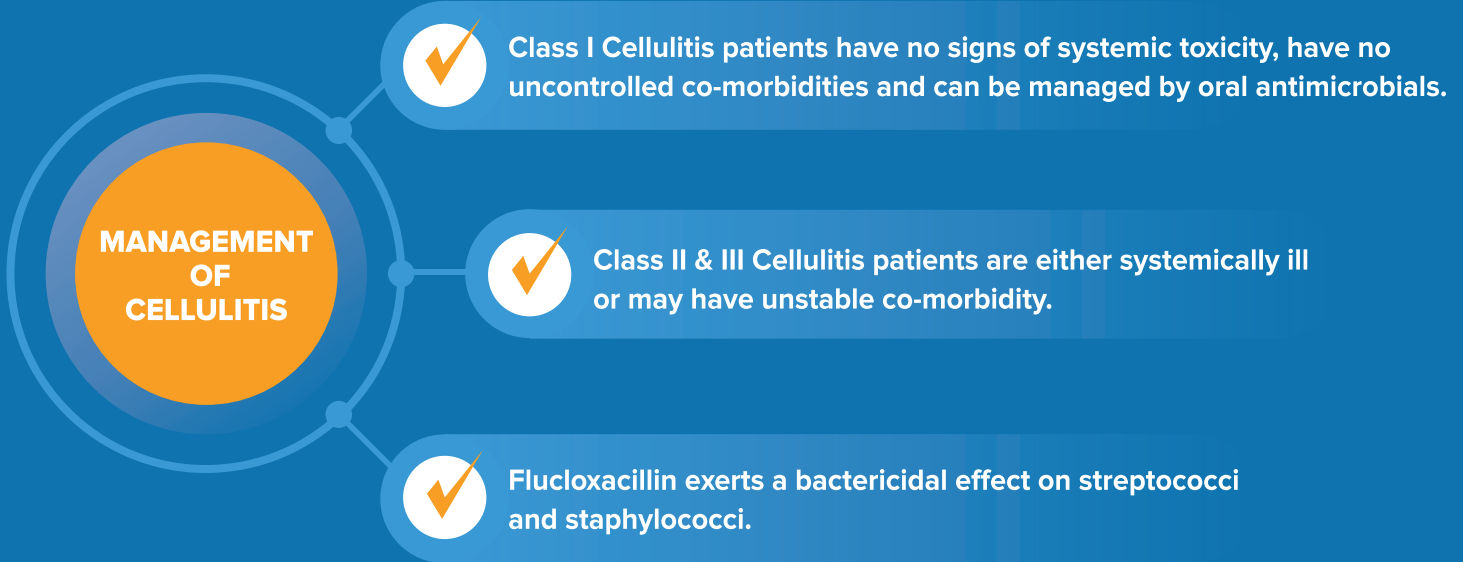 MANAGEMENT
OF
CELLULITIS
Class I Cellulitis patients have no signs of systemic toxicity, have no
uncontrolled co-morbidities and can be managed by oral antimicrobials.
Class II & III Cellulitis patients are either systemically ill
or may have unstable co-morbidity.
Flucloxacillin exerts a bactericidal effect on streptococci
and staphylococci.